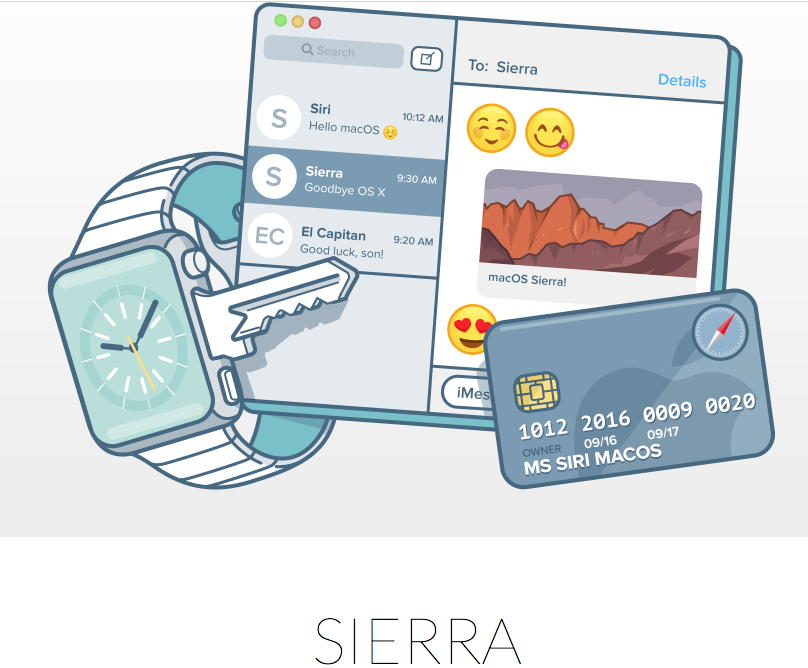 Search
To: Sierra
Details
S
Siri
10:12 AM
Hello macOS
S
Sierra
9:30 AM
Goodbye OS X
EC
El Capitan
9:20 AM
Good luck, son!
macOS Sierra!
iMes
1012 2016 0009 0020
09/16 09/17
OWNER
MS SIRI MACOS
SIERRA